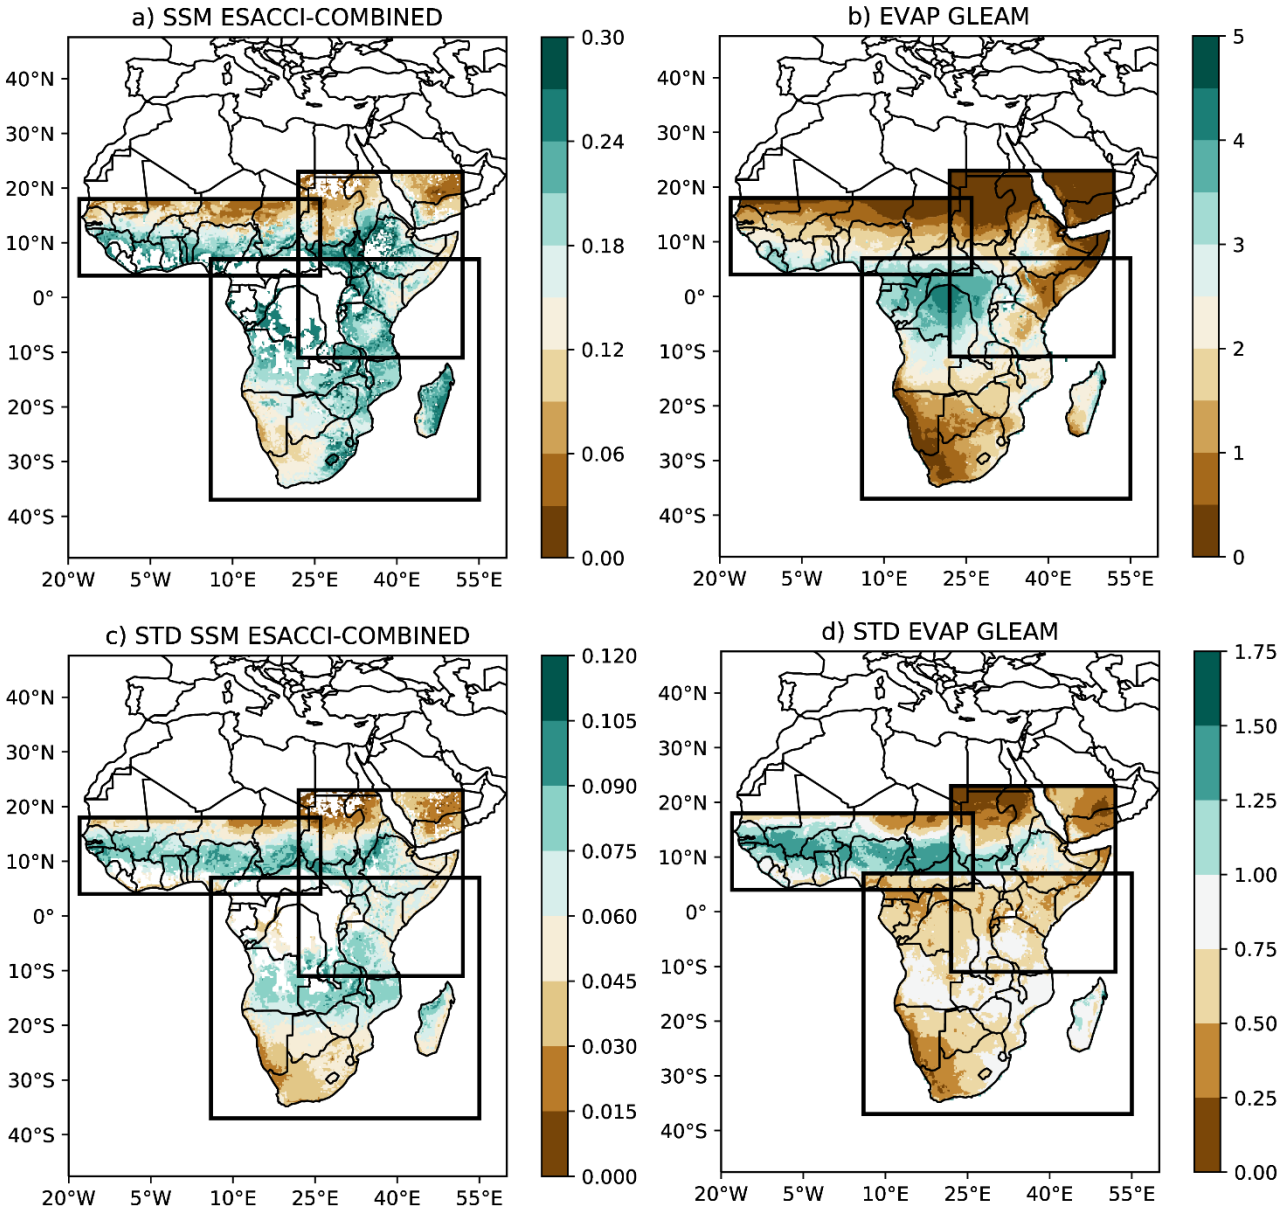 a) SSM ESACCI-COMBINED
40°N
30°N
20°N
10°N
0°
10°S
20°S
30°S
40°S
20°W 5°W 10°E 25°E 40°E 55°E
0.30
0.24
0.18
0.12
0.06
0.00
b) EVAP GLEAM
40°N
30°N
20°N
10°N
0°
10°S
20°S
30°S
40°S
20°W 5°W 10°E 25°E 40°E 55°E
5
4
3
2
1
0
c) STD SSM ESACCI-COMBINED
40°N
30°N
20°N
10°N
0°
10°S
20°S
30°S
40°S
20°W 5°W 10°E 25°E 40°E 55°E
0.120
0.105
0.090
0.075
0.060
0.045
0.030
0.015
0.000
d) STD EVAP GLEAM
40°N
30°N
20°N
10°N
0°
10°S
20°S
30°S
40°S
20°W 5°W 10°E 25°E 40°E 55°E
1.75
1.50
1.25
1.00
0.75
0.50
0.25
0.00